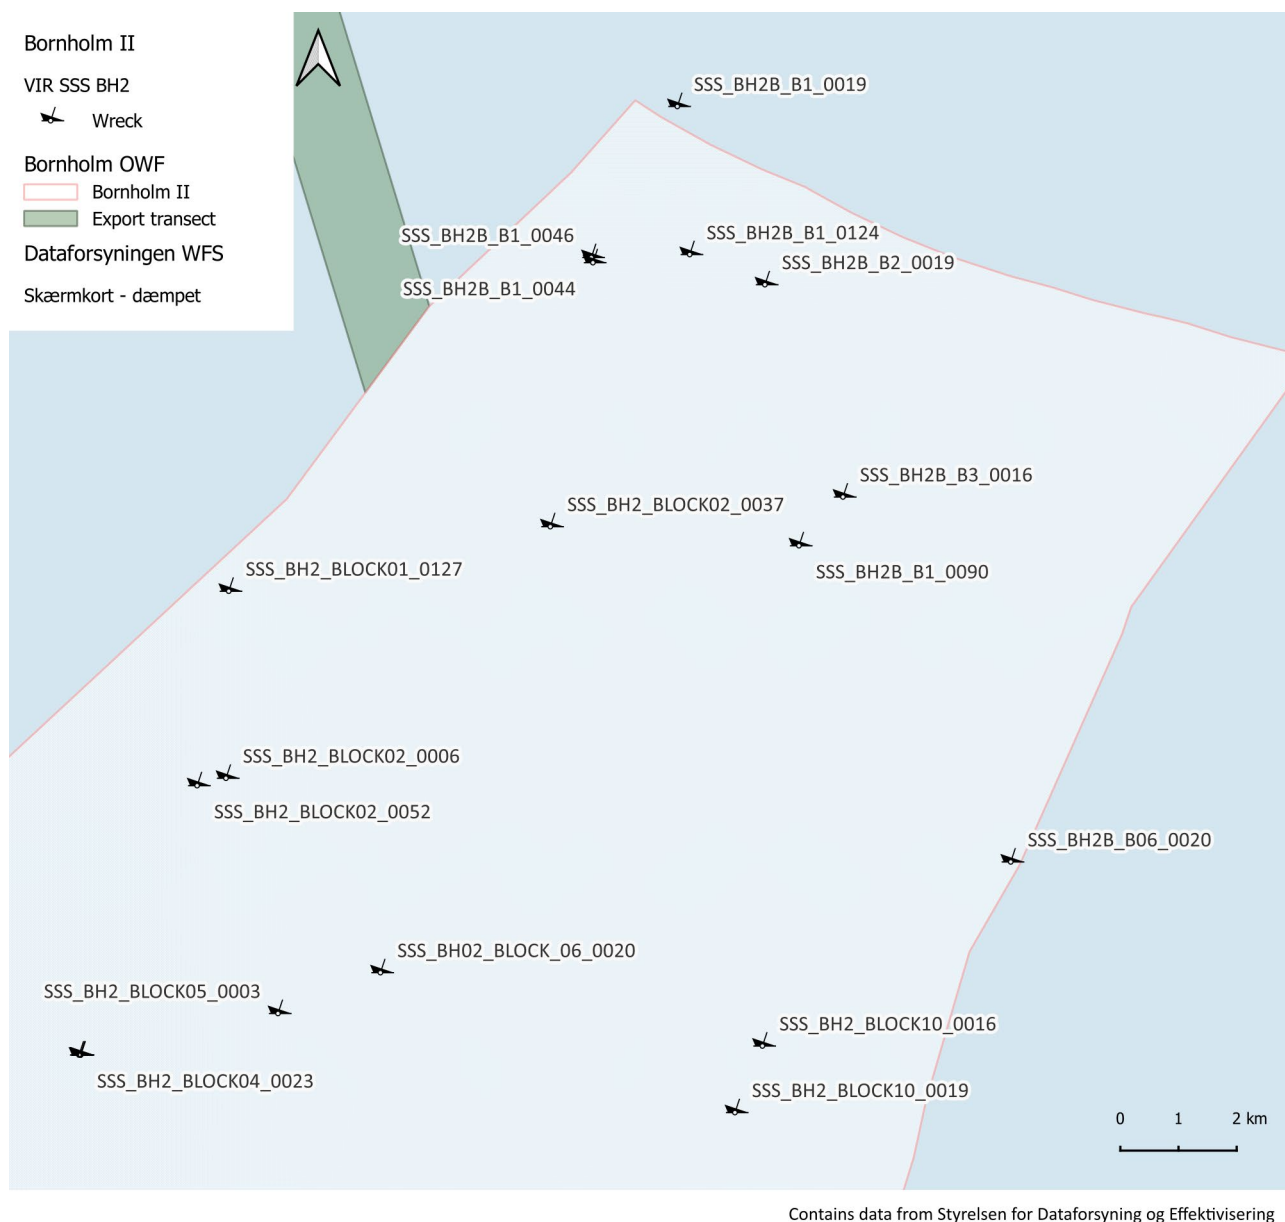 Bornholm II
VIR SSS BH2
Wreck
Bornholm OWF
Bornholm II
Export transect
Dataforsyningen WFS
Skærmkort - dæmpet
SSS_BH2B_B1_0019
SSS_BH2B_B1_0046
SSS_BH2B_B1_0124
SSS_BH2B_B2_0019
SSS_BH2B_B1_0044
SSS_BH2B_B3_0016
SSS_BH2_BLOCK02_0037
SSS_BH2B_B1_0090
SSS_BH2_BLOCK01_0127
SSS_BH2_BLOCK02_0006
SSS_BH2_BLOCK02_0052
SSS_BH2B_B06_0020
SSS_BH02_BLOCK_06_0020
SSS_BH2_BLOCK05_0003
SSS_BH2_BLOCK10_0016
SSS_BH2_BLOCK04_0023
SSS_BH2_BLOCK10_0019
0 1 2 km
Contains data from Styrelsen for Dataforsyning og Effektivisering